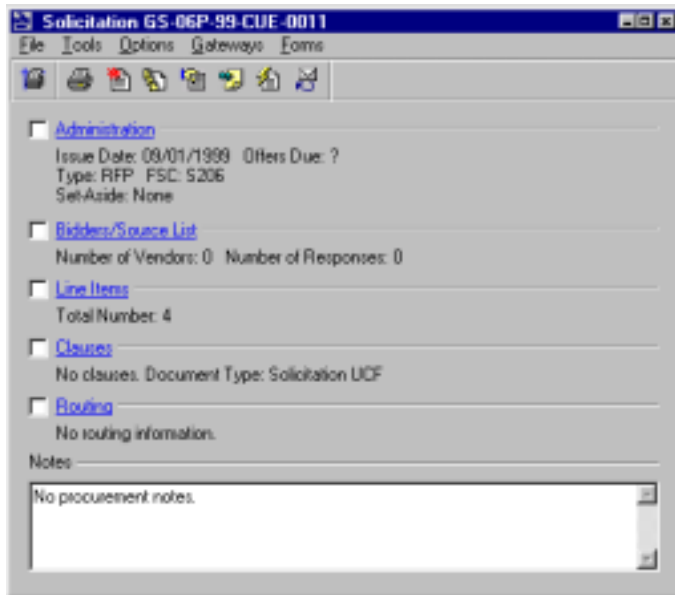 Solicitation GS-06P-99-CUE-0011
File Tools Options Gateways Forms
Administration
Issue Date: 09/01/1999 Offers Due: ?
Type: RFP FSC: S206
Set-Aside: None
Bidders/Source List
Number of Vendors: 0 Number of Responses: 0
Line Items
Total Number: 4
Clauses
No clauses. Document Type: Solicitation UCF
Routing
No routing information.
Notes
No procurement notes.